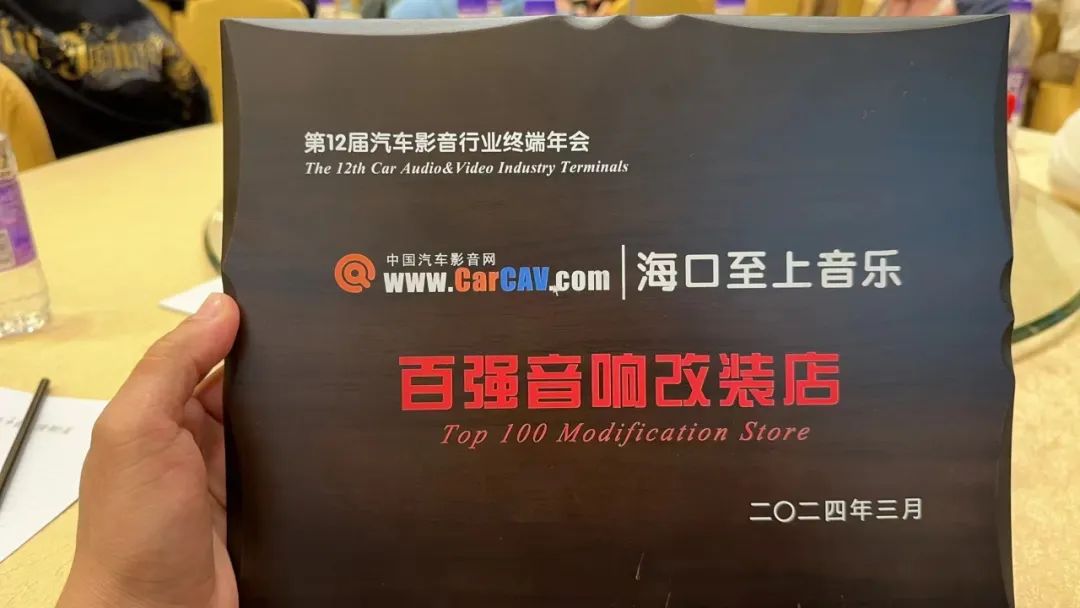 第12届汽车影音行业终端年会
The 12th Car Audio&Video Industry Terminals
中国汽车影音网
www.CarCAV.com
海口至上音乐
百强音响改装店
Top 100 Modification Store
二〇二四年三月